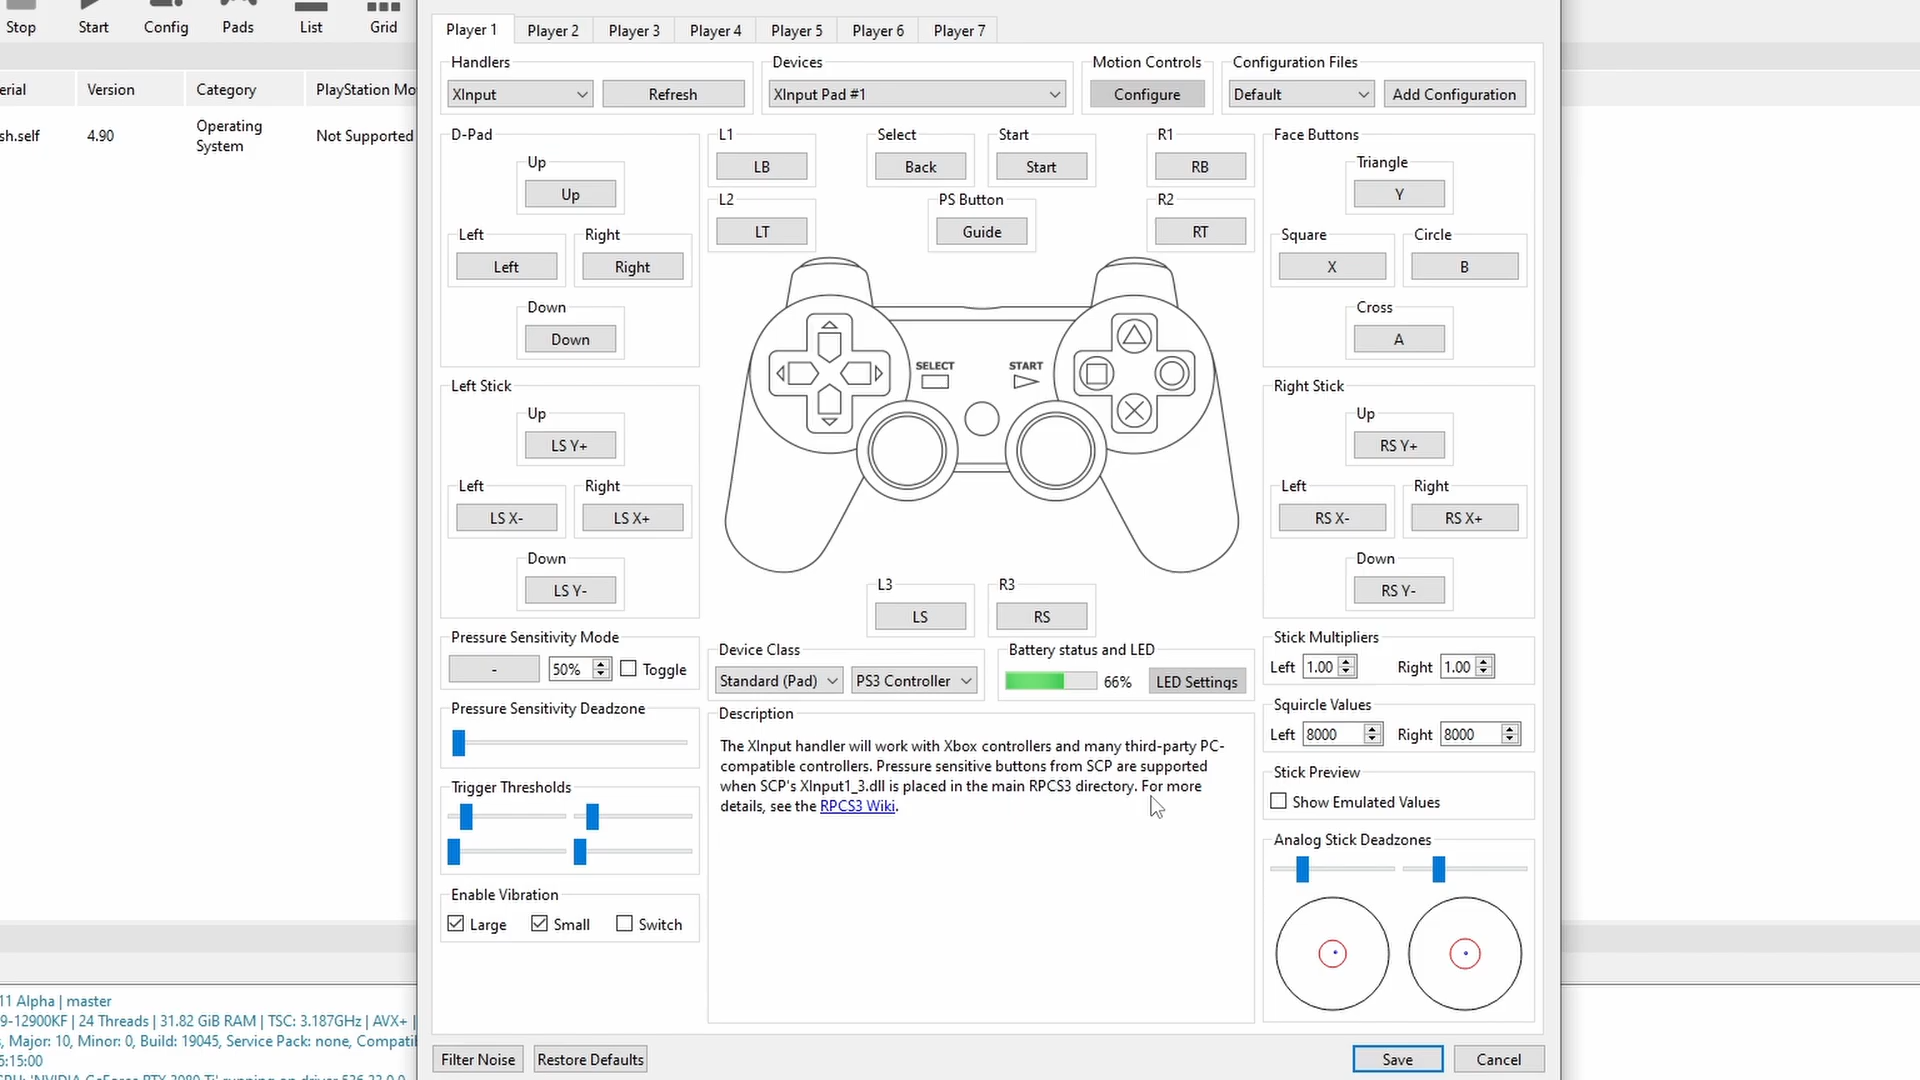 Stop
Start
Config
Pads
List
Grid
erial
Version
Category
PlayStation Mo
sh.self
4.90
Operating
System
Not Supported
Player 1
Player 2
Player 3
Player 4
Player 5
Player 6
Player 7
Handlers
XInput
Refresh
Devices
XInput Pad #1
Motion Controls
Configure
Configuration Files
Default
Add Configuration
D-Pad
Up
Up
Left
Left
Right
Right
Down
Down
L1
LB
L2
LT
Select
Back
Start
Start
PS Button
Guide
R1
RB
R2
RT
Face Buttons
Triangle
Y
Square
X
Circle
B
Cross
A
SELECT
START
Left Stick
Up
LS Y+
Left
LS X-
Right
LS X+
Down
LS Y-
Right Stick
Up
RS Y+
Left
RS X-
Right
RS X+
Down
RS Y-
L3
LS
R3
RS
Pressure Sensitivity Mode
-
50%
Toggle
Device Class
Standard (Pad)
PS3 Controller
Battery status and LED
66%
LED Settings
Stick Multipliers
Left 1.00
Right 1.00
Pressure Sensitivity Deadzone
Description
The XInput handler will work with Xbox controllers and many third-party PC-
compatible controllers. Pressure sensitive buttons from SCP are supported
when SCP's XInput1_3.dll is placed in the main RPCS3 directory. For more
details, see the RPCS3 Wiki.
Squircle Values
Left 8000
Right 8000
Stick Preview
Show Emulated Values
Trigger Thresholds
Analog Stick Deadzones
Enable Vibration
Large
Small
Switch
11 Alpha | master
9-12900KF | 24 Threads | 31.82 GiB RAM | TSC: 3.187GHz | AVX+ |
s, Major: 10, Minor: 0, Build: 19045, Service Pack: none, Compati
5:15:00
Filter Noise
Restore Defaults
Save
Cancel